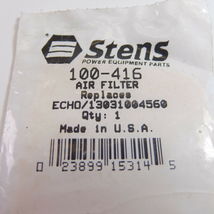 Stens
POWER EQUIPMENT PARTS
100-416
AIR FILTER
Replaces
ECHO/13031004560
Qty: 1
Made in U.S.A.
0 23899 15314 5